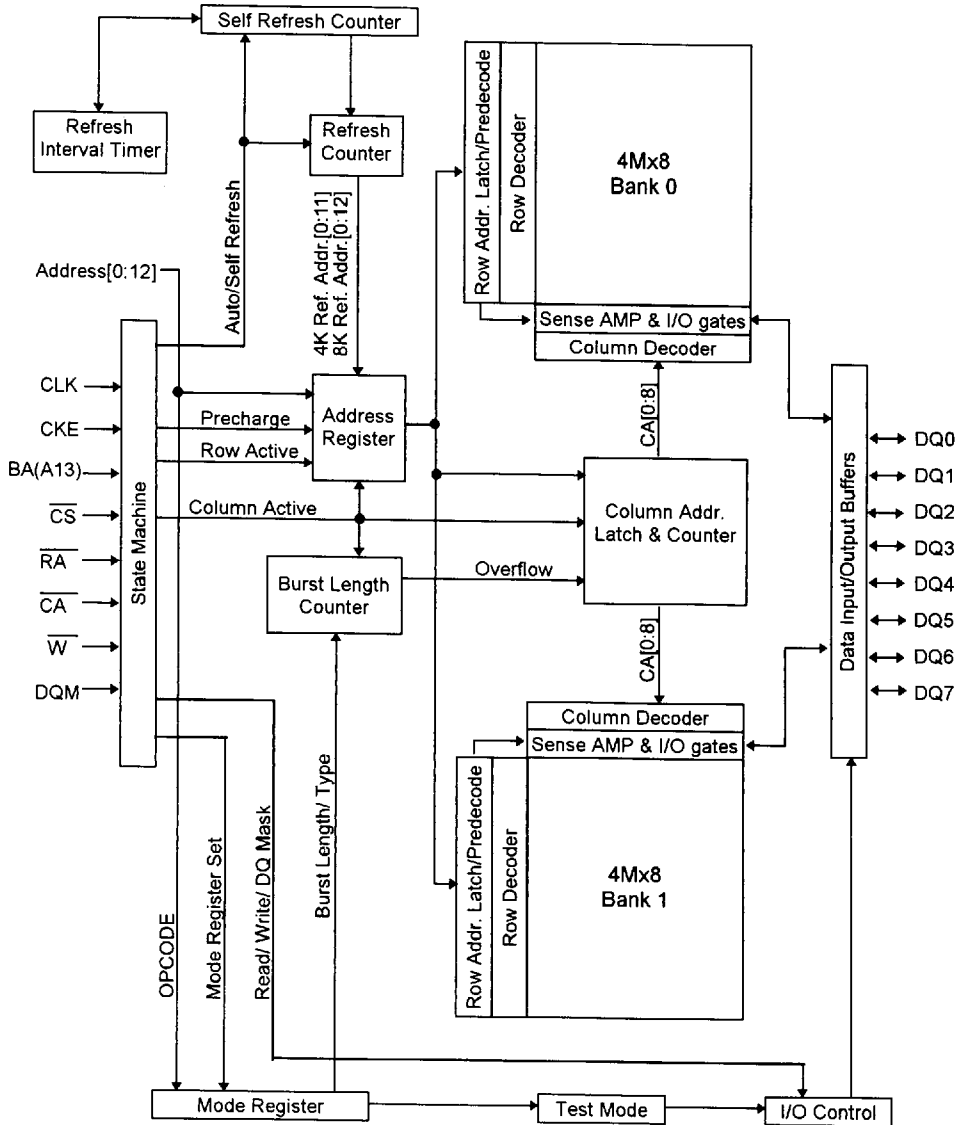 Self Refresh Counter
Refresh
Interval Timer
Refresh
Counter
Auto/Self Refresh
4K Ref. Addr.[0:11]
8K Ref. Addr.[0:12]
Row Addr. Latch/Predecode
Row Decoder
4Mx8
Bank 0
Sense AMP & I/O gates
Column Decoder
Address[0:12]
State Machine
CLK
CKE
BA(A13)
CS
RA
CA
W
DQM
Precharge
Row Active
Column Active
Address
Register
Burst Length
Counter
Overflow
CA[0:8]
Column Addr.
Latch & Counter
CA[0:8]
Data Input/Output Buffers
DQ0
DQ1
DQ2
DQ3
DQ4
DQ5
DQ6
DQ7
Column Decoder
Sense AMP & I/O gates
Row Addr. Latch/Predecode
Row Decoder
4Mx8
Bank 1
OPCODE
Mode Register Set
Read/ Write/ DQ Mask
Burst Length/ Type
Mode Register
Test Mode
I/O Control